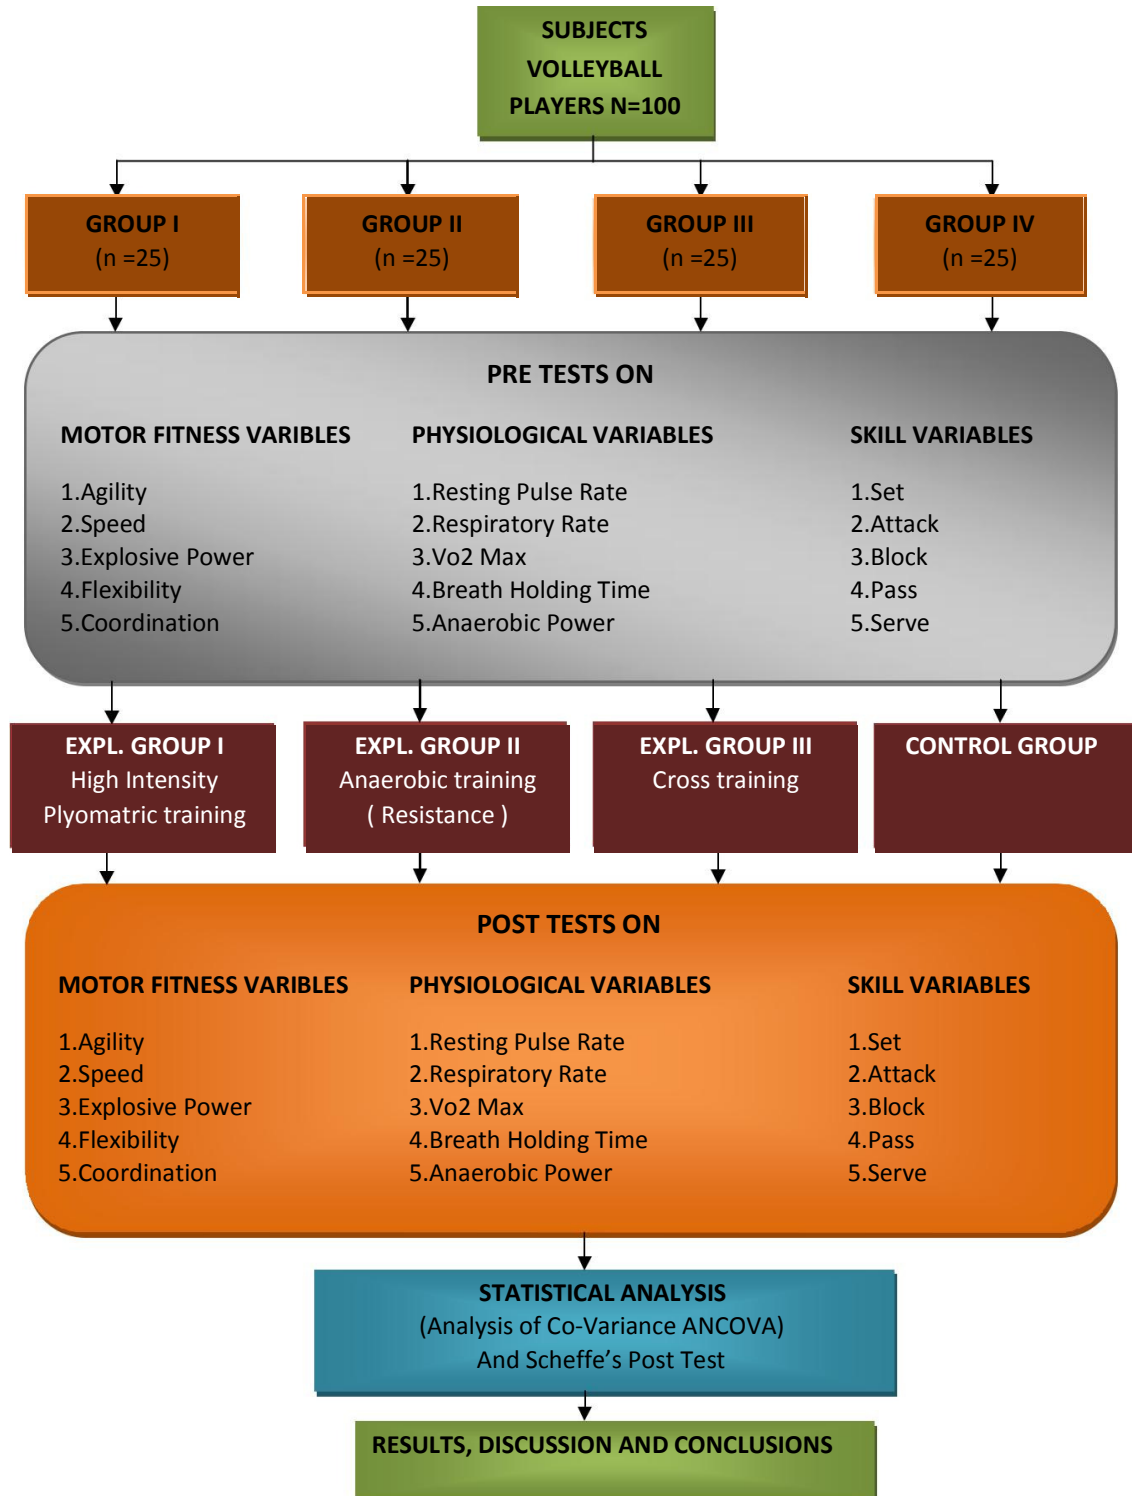 SUBJECTS
VOLLEYBALL
PLAYERS N=100
GROUP I
(n =25)
GROUP II
(n =25)
GROUP III
(n =25)
GROUP IV
(n =25)
PRE TESTS ON
MOTOR FITNESS VARIBLES
1.Agility
2.Speed
3.Explosive Power
4.Flexibility
5.Coordination
PHYSIOLOGICAL VARIABLES
1.Resting Pulse Rate
2.Respiratory Rate
3.Vo2 Max
4.Breath Holding Time
5.Anaerobic Power
SKILL VARIABLES
1.Set
2.Attack
3.Block
4.Pass
5.Serve
EXPL. GROUP I
High Intensity
Plyomatric training
EXPL. GROUP II
Anaerobic training
( Resistance )
EXPL. GROUP III
Cross training
CONTROL GROUP
POST TESTS ON
MOTOR FITNESS VARIBLES
1.Agility
2.Speed
3.Explosive Power
4.Flexibility
5.Coordination
PHYSIOLOGICAL VARIABLES
1.Resting Pulse Rate
2.Respiratory Rate
3.Vo2 Max
4.Breath Holding Time
5.Anaerobic Power
SKILL VARIABLES
1.Set
2.Attack
3.Block
4.Pass
5.Serve
STATISTICAL ANALYSIS
(Analysis of Co-Variance ANCOVA)
And Scheffe’s Post Test
RESULTS, DISCUSSION AND CONCLUSIONS